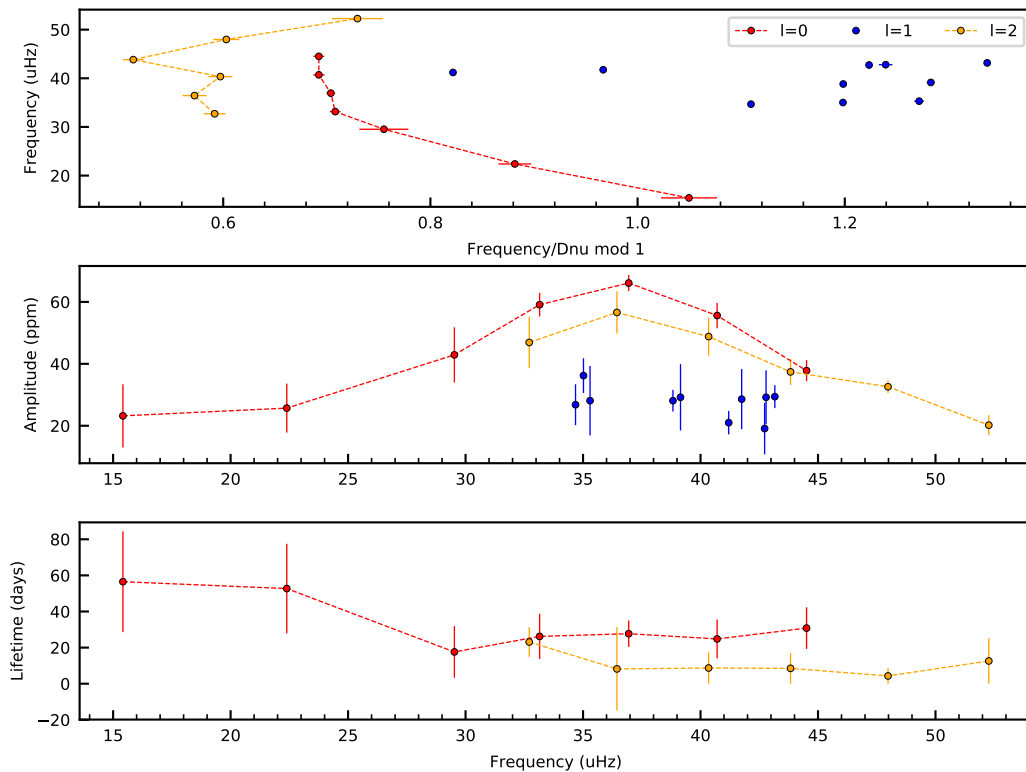 50
40
30
20
Frequency (uHz)
l=0 l=1 l=2
0.6 0.8 1.0 1.2
Frequency/Dnu mod 1
60
40
20
Amplitude (ppm)
15 20 25 30 35 40 45 50
80
60
40
20
0
−20
Lifetime (days)
15 20 25 30 35 40 45 50
Frequency (uHz)